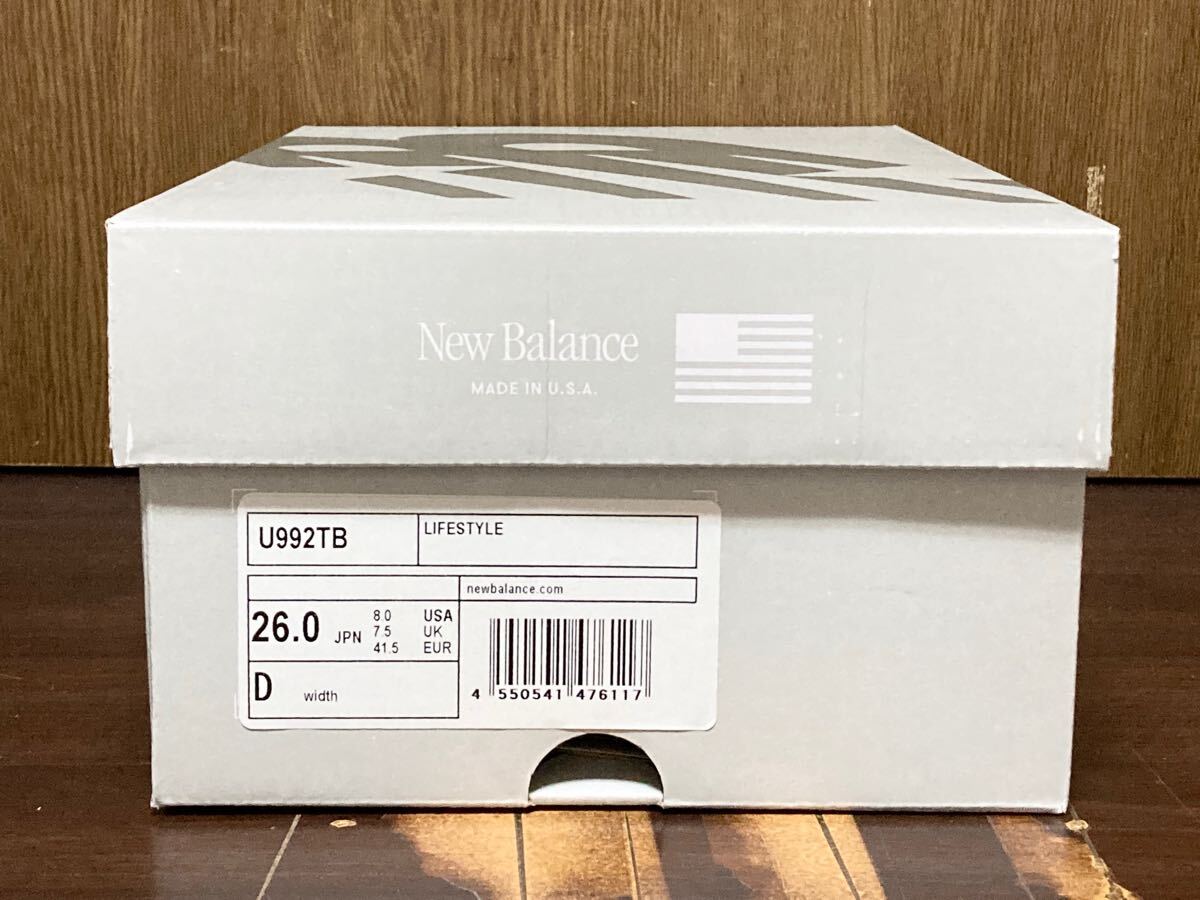 New Balance
MADE IN U.S.A.
U992TB
LIFESTYLE
newbalance.com
26.0 JPN
8.0 USA
7.5 UK
41.5 EUR
D width
4 550541 476117